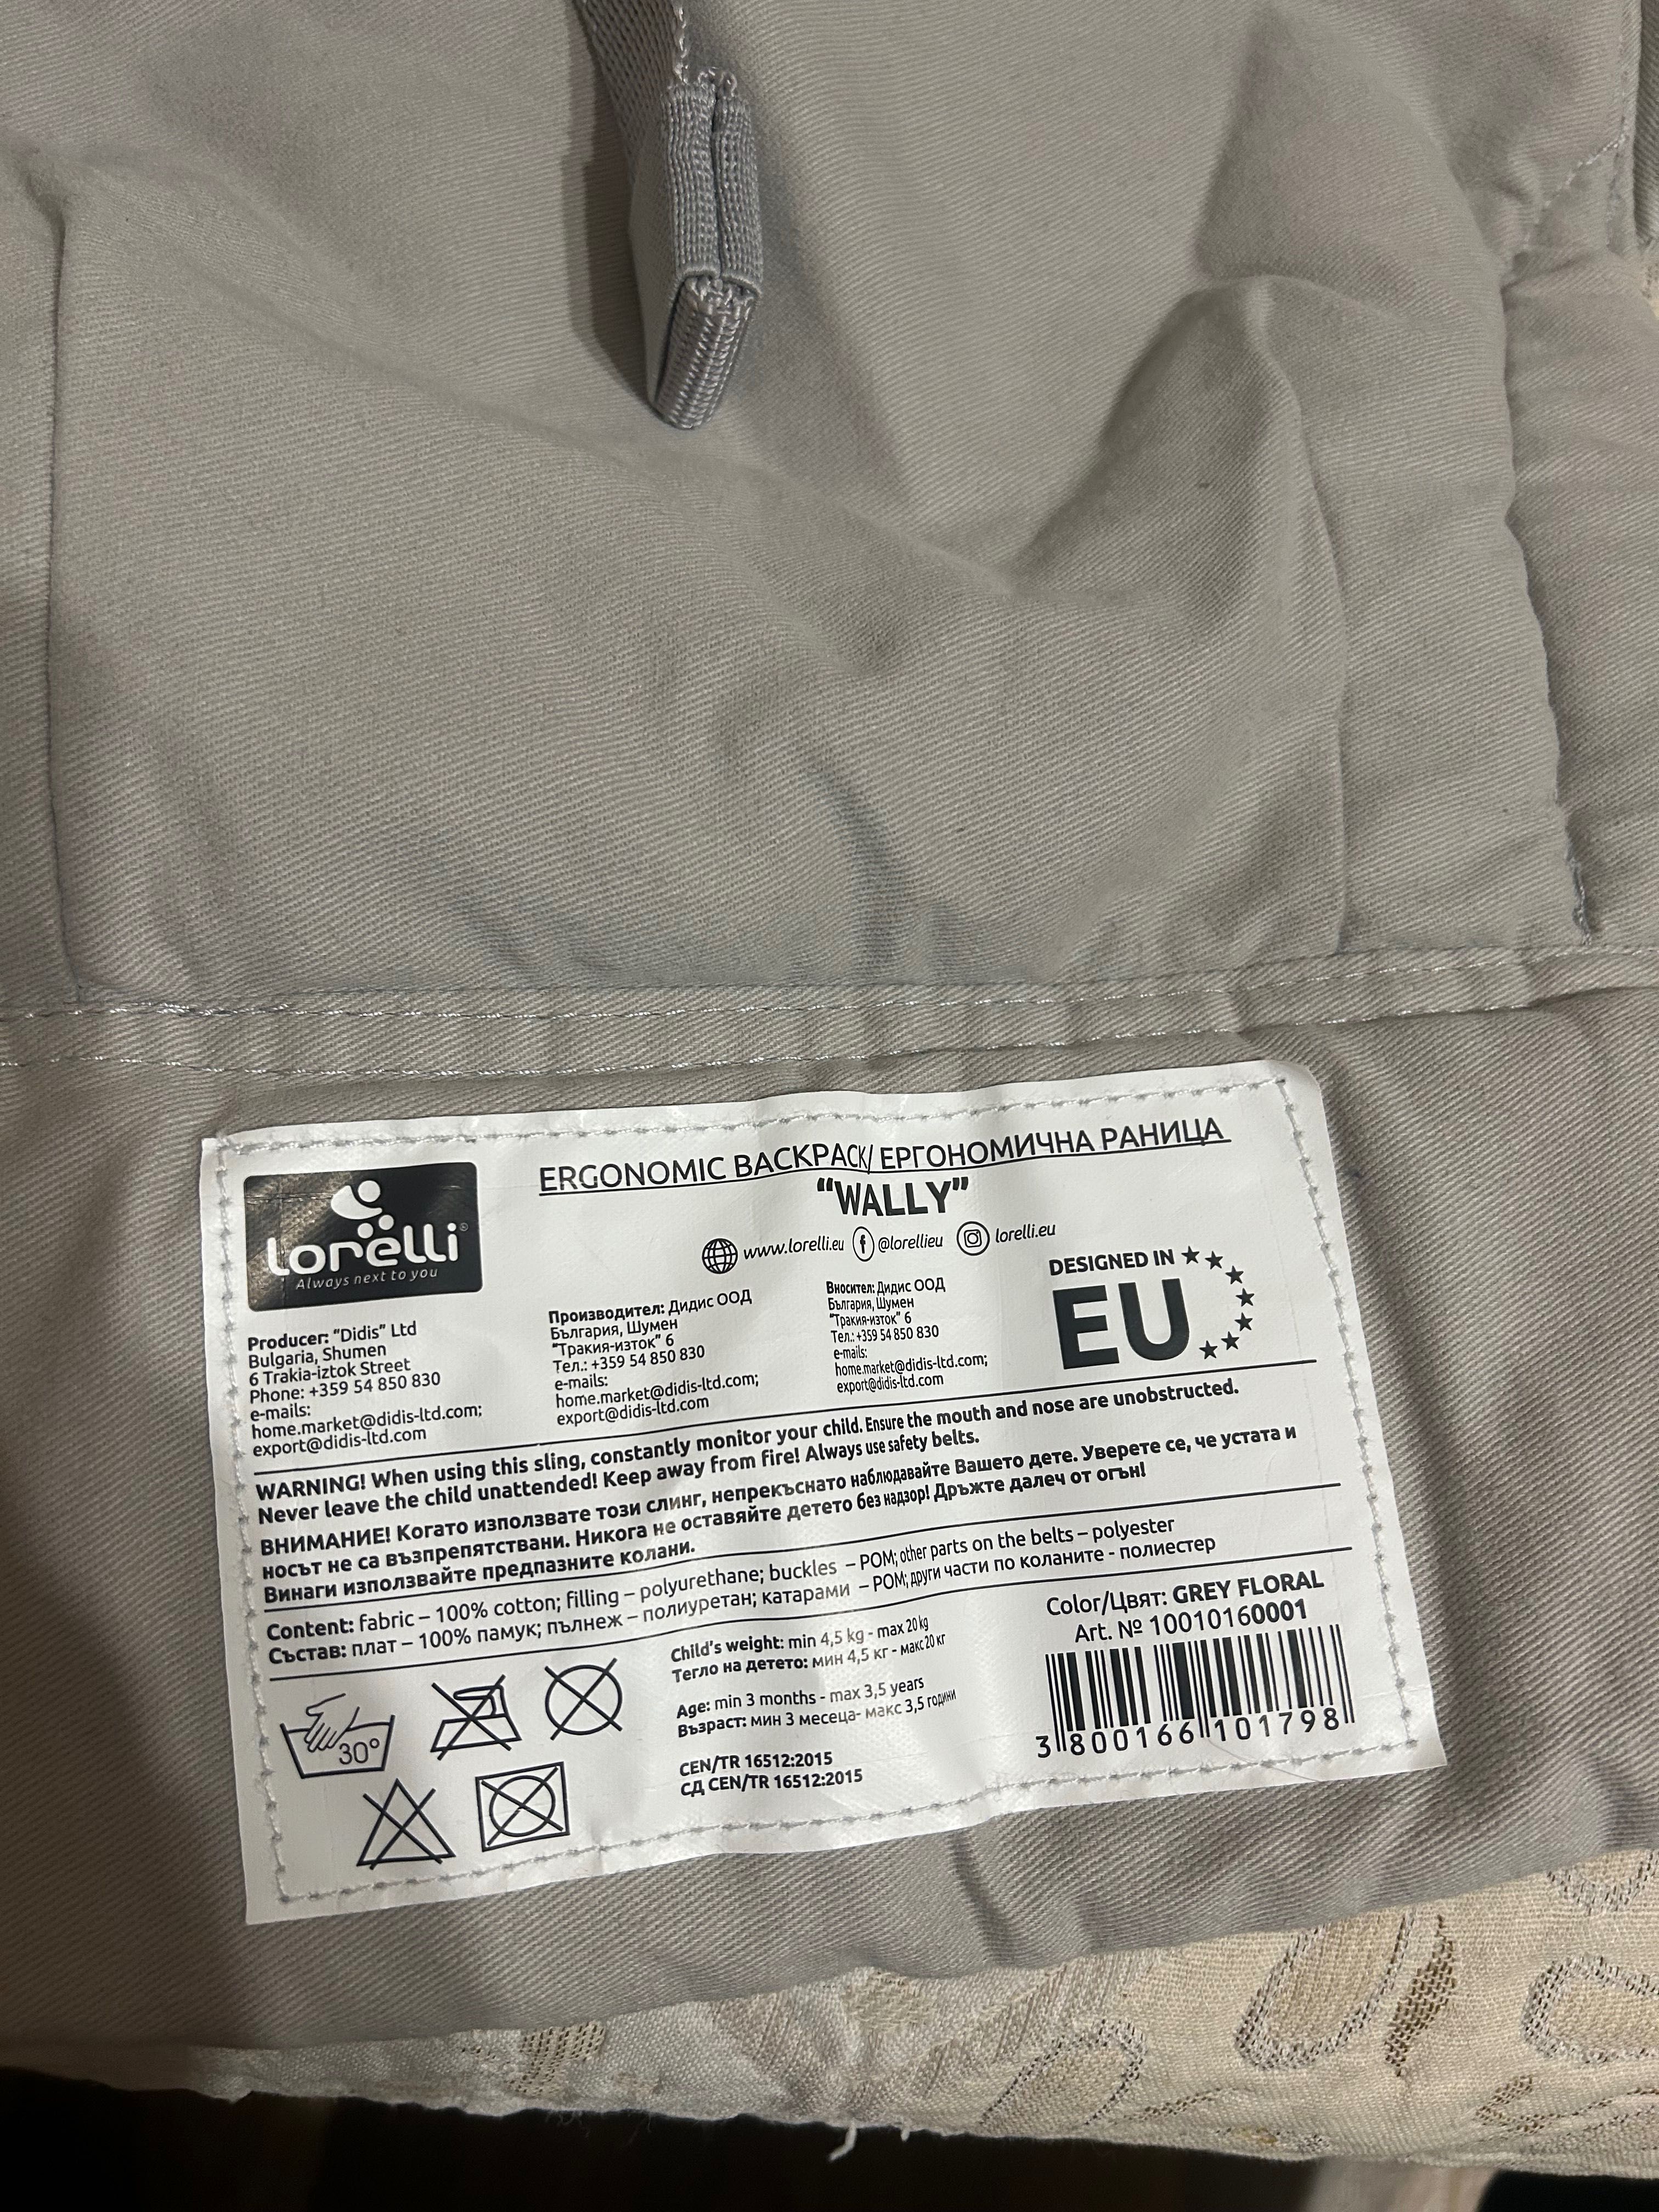 lorelli®
Always next to you
ERGONOMIC BACKPACK/ ЕРГОНОМИЧНА РАНИЦА
“WALLY”
www.lorelli.eu f @lorellieu lorelli.eu
DESIGNED IN
EU
Producer: “Didis” Ltd
Bulgaria, Shumen
6 Trakia-iztok Street
Phone: +359 54 850 830
e-mails:
home.market@didis-ltd.com;
export@didis-ltd.com
Производител: Дидис ООД
България, Шумен
"Тракия-изток" 6
Тел.: +359 54 850 830
e-mails:
home.market@didis-ltd.com;
export@didis-ltd.com
Вносител: Дидис ООД
България, Шумен
"Тракия-изток" 6
Тел.: +359 54 850 830
e-mails:
home.market@didis-ltd.com;
export@didis-ltd.com
WARNING! When using this sling, constantly monitor your child. Ensure the mouth and nose are unobstructed.
Never leave the child unattended! Keep away from fire! Always use safety belts.
ВНИМАНИЕ! Когато използвате този слинг, непрекъснато наблюдавайте Вашето дете. Уверете се, че устата и
носът не са възпрепятствани. Никога не оставяйте детето без надзор! Дръжте далеч от огън!
Винаги използвайте предпазните колани.
Content: fabric – 100% cotton; filling – polyurethane; buckles – POM; other parts on the belts – polyester
Състав: плат – 100% памук; пълнеж – полиуретан; катарами – POM; други части по коланите - полиестер
30°
Child's weight: min 4,5 kg - max 20 kg
Тегло на детето: мин 4,5 кг - макс 20 кг
Age: min 3 months - max 3,5 years
Възраст: мин 3 месеца- макс 3,5 години
CEN/TR 16512:2015
СД CEN/TR 16512:2015
Color/Цвят: GREY FLORAL
Art. № 10010160001
3 800166 101798